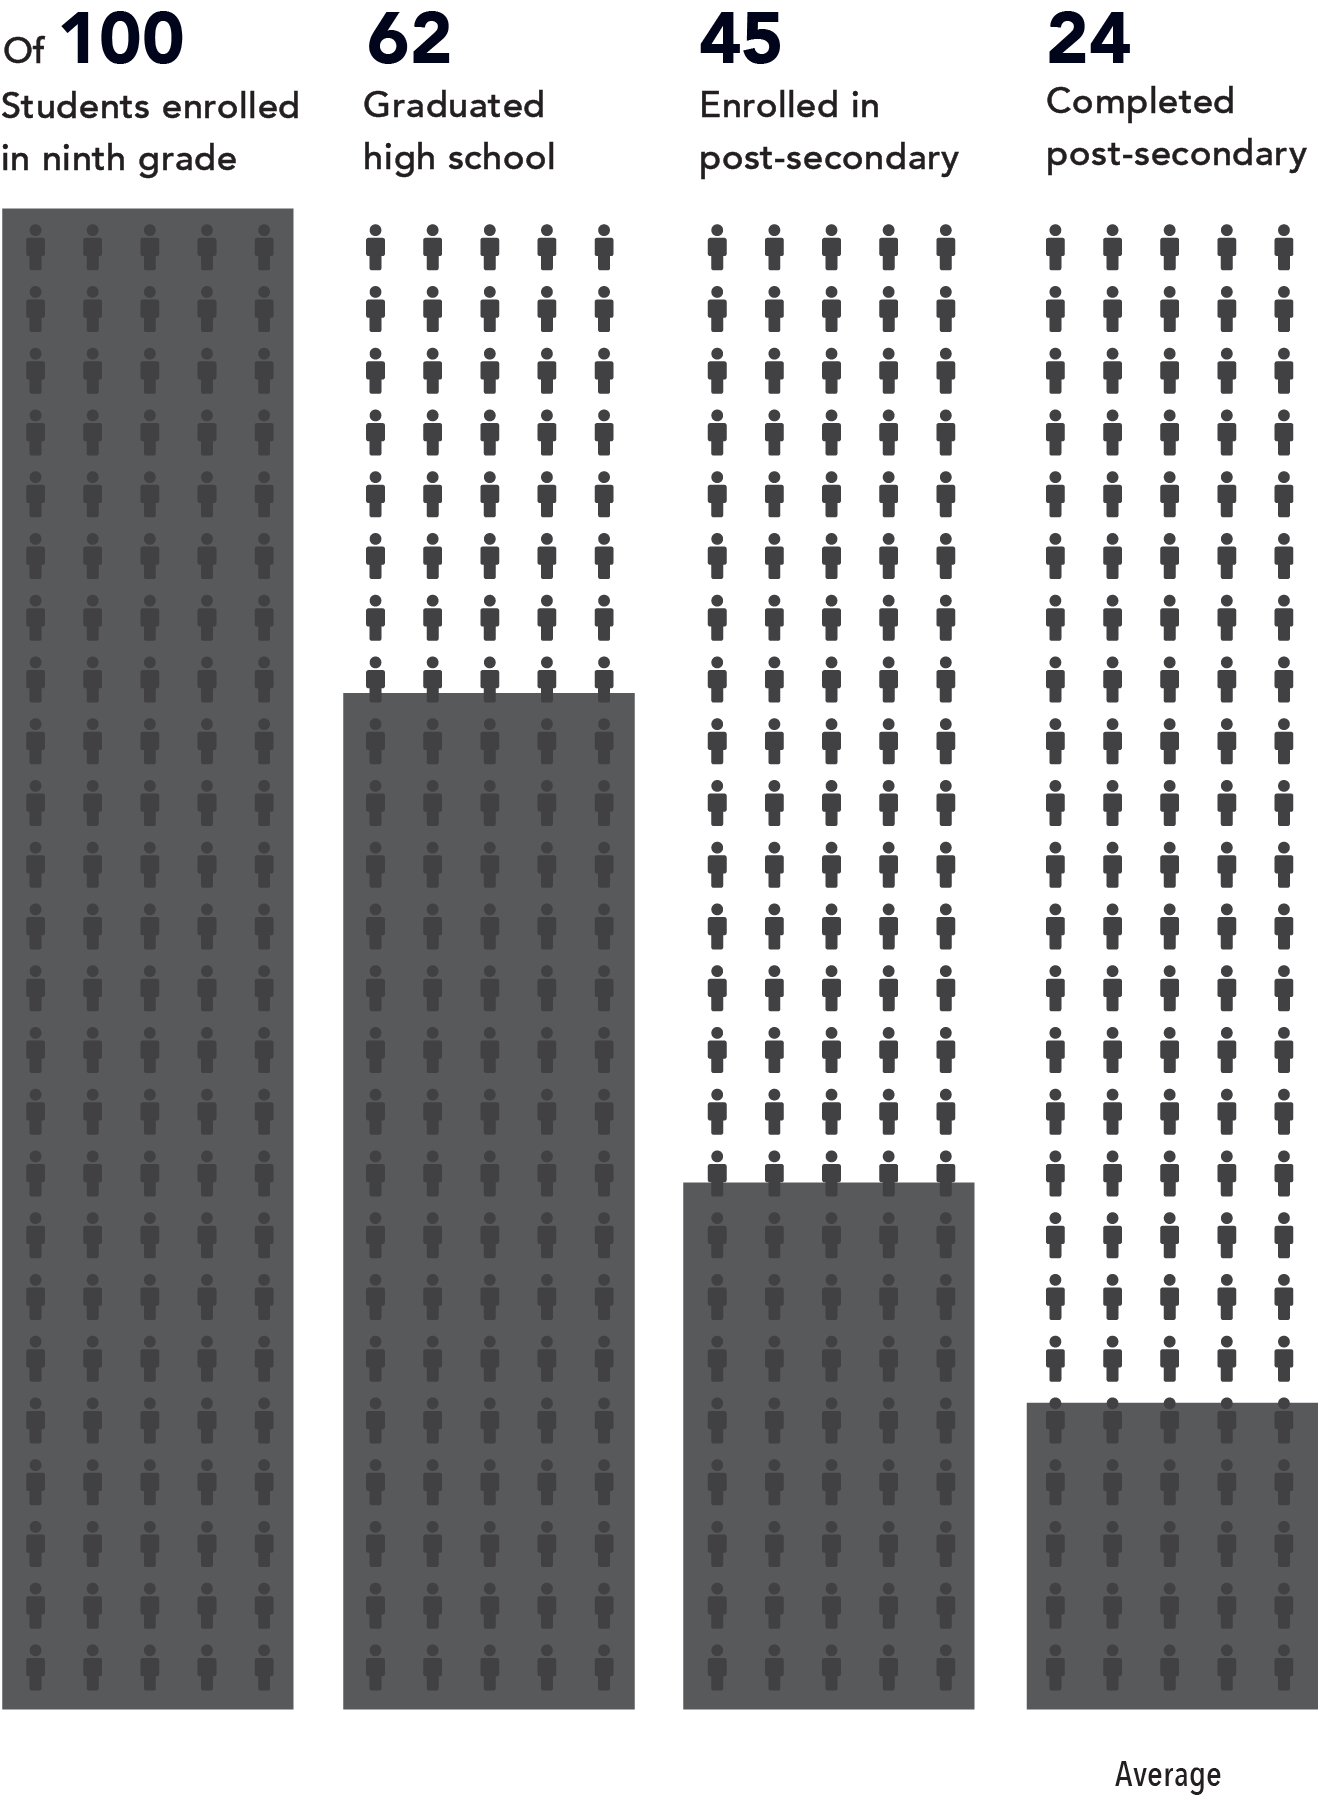 Of 100
Students enrolled
in ninth grade
62
Graduated
high school
45
Enrolled in
post-secondary
24
Completed
post-secondary
Average